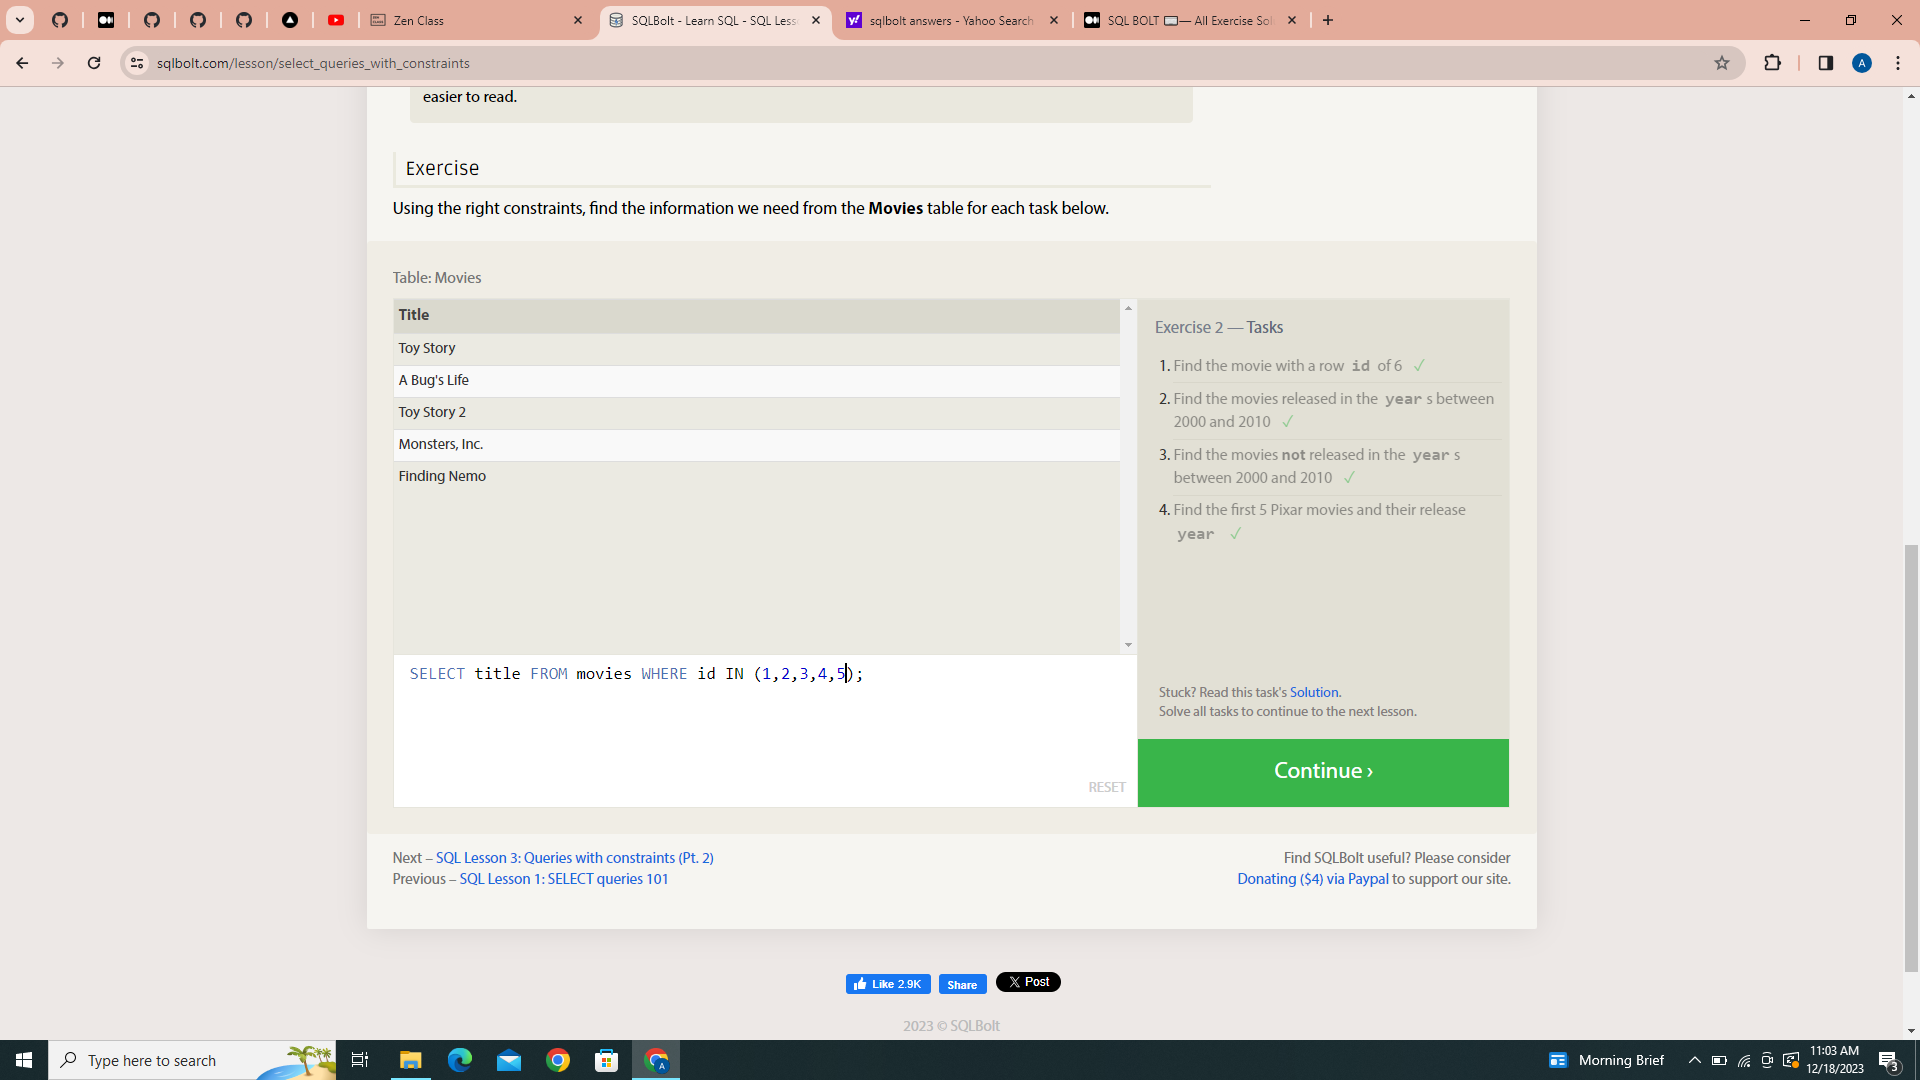 Zen Class
SQLBolt - Learn SQL - SQL Less
sqlbolt answers - Yahoo Search
SQL BOLT — All Exercise Sol
sqlbolt.com/lesson/select_queries_with_constraints
A
easier to read.
Exercise
Using the right constraints, find the information we need from the Movies table for each task below.
Table: Movies
Title
Toy Story
A Bug's Life
Toy Story 2
Monsters, Inc.
Finding Nemo
Exercise 2 — Tasks
1. Find the movie with a row id of 6 ✓
2. Find the movies released in the year s between
2000 and 2010 ✓
3. Find the movies not released in the year s
between 2000 and 2010 ✓
4. Find the first 5 Pixar movies and their release
year ✓
SELECT title FROM movies WHERE id IN (1,2,3,4,5);
RESET
Stuck? Read this task's Solution.
Solve all tasks to continue to the next lesson.
Continue ›
Next – SQL Lesson 3: Queries with constraints (Pt. 2)
Previous – SQL Lesson 1: SELECT queries 101
Find SQLBolt useful? Please consider
Donating ($4) via Paypal to support our site.
Like 2.9K
Share
X Post
2023 © SQLBolt
Type here to search
A
Morning Brief
11:03 AM
12/18/2023
3